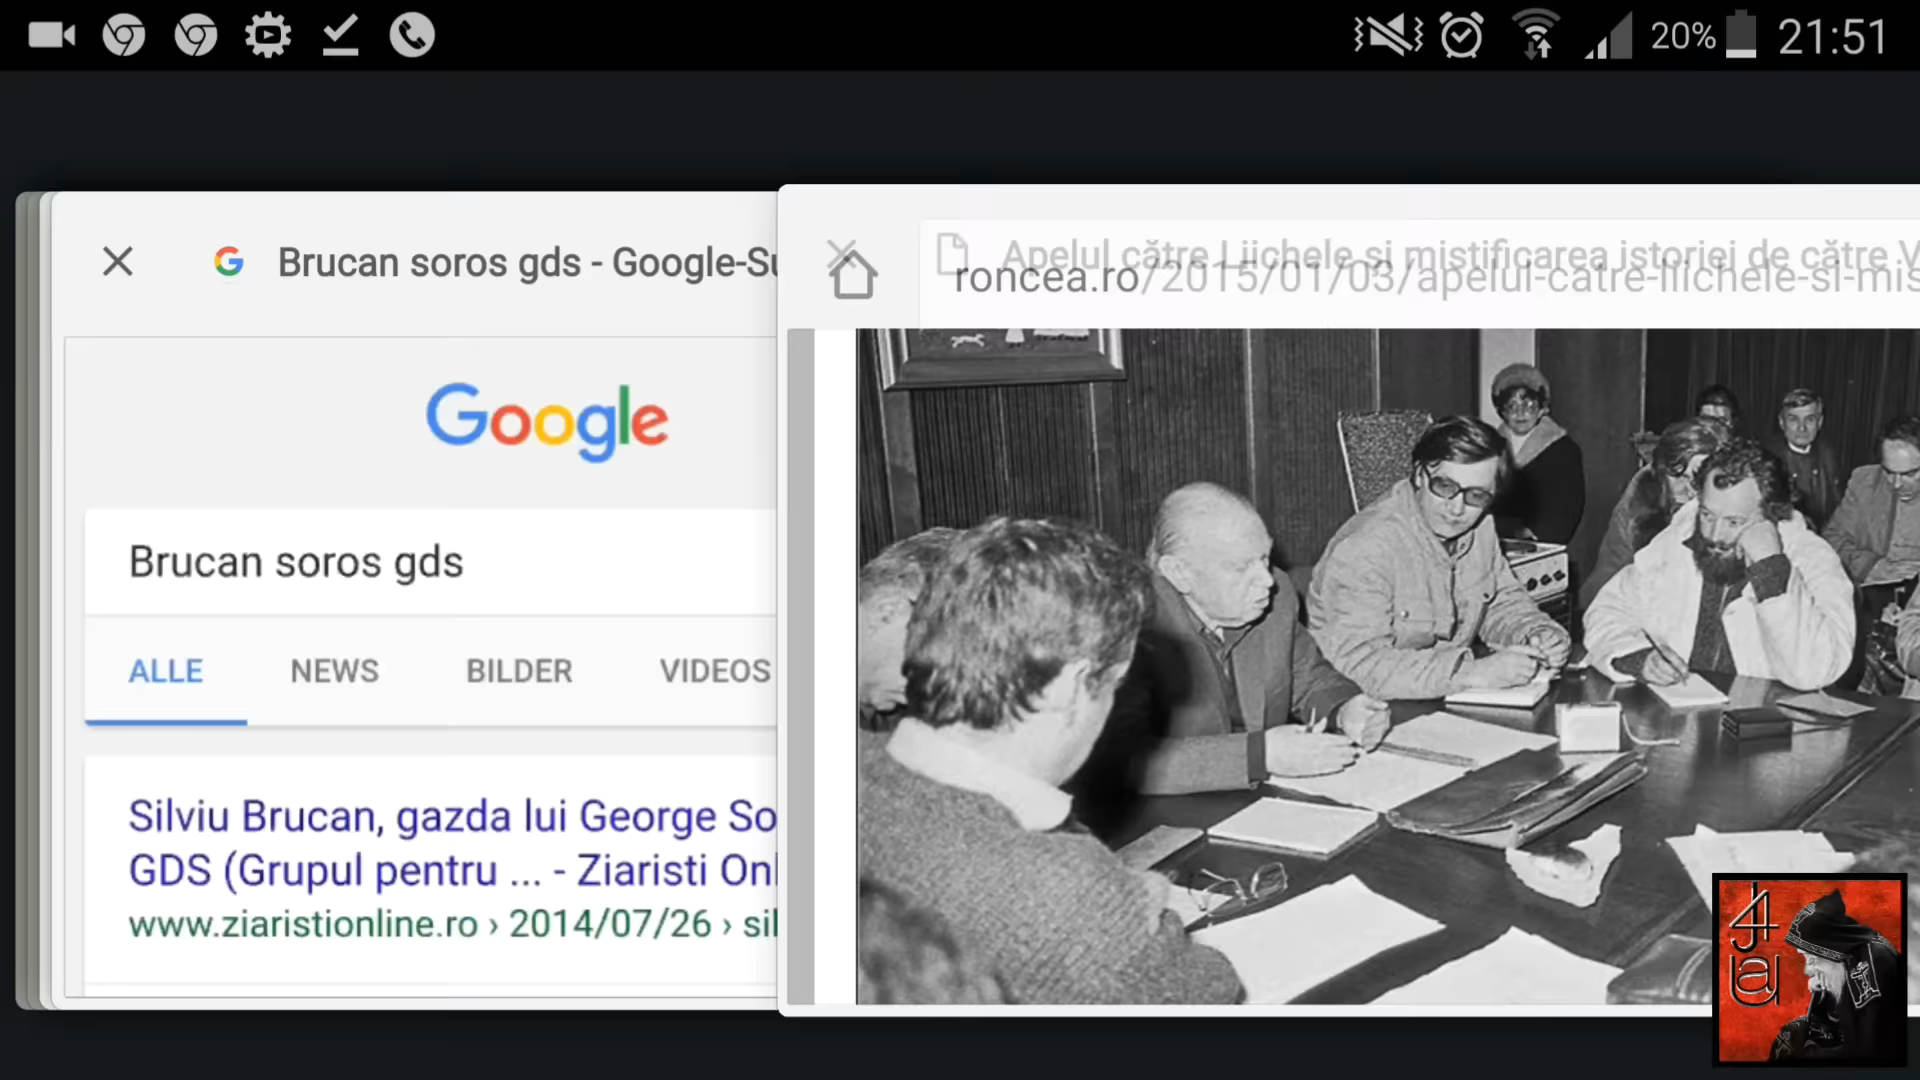 20% 21:51
Brucan soros gds - Google-Su
Apelul către Liichele și mistificarea istoriei de către V
roncea.ro/2015/01/03/apelul-catre-liichele-si-mis
Google
Brucan soros gds
ALLE NEWS BILDER VIDEOS
Silviu Brucan, gazda lui George So
GDS (Grupul pentru ... - Ziaristi Onl
www.ziaristionline.ro › 2014/07/26 › sil